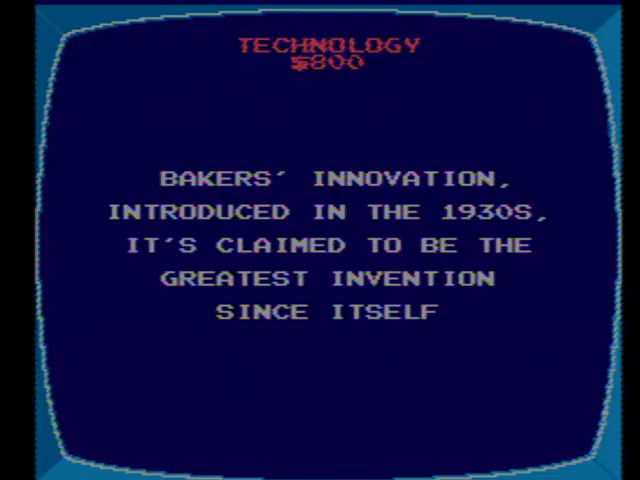 TECHNOLOGY
$800
BAKERS' INNOVATION,
INTRODUCED IN THE 1930S,
IT'S CLAIMED TO BE THE
GREATEST INVENTION
SINCE ITSELF